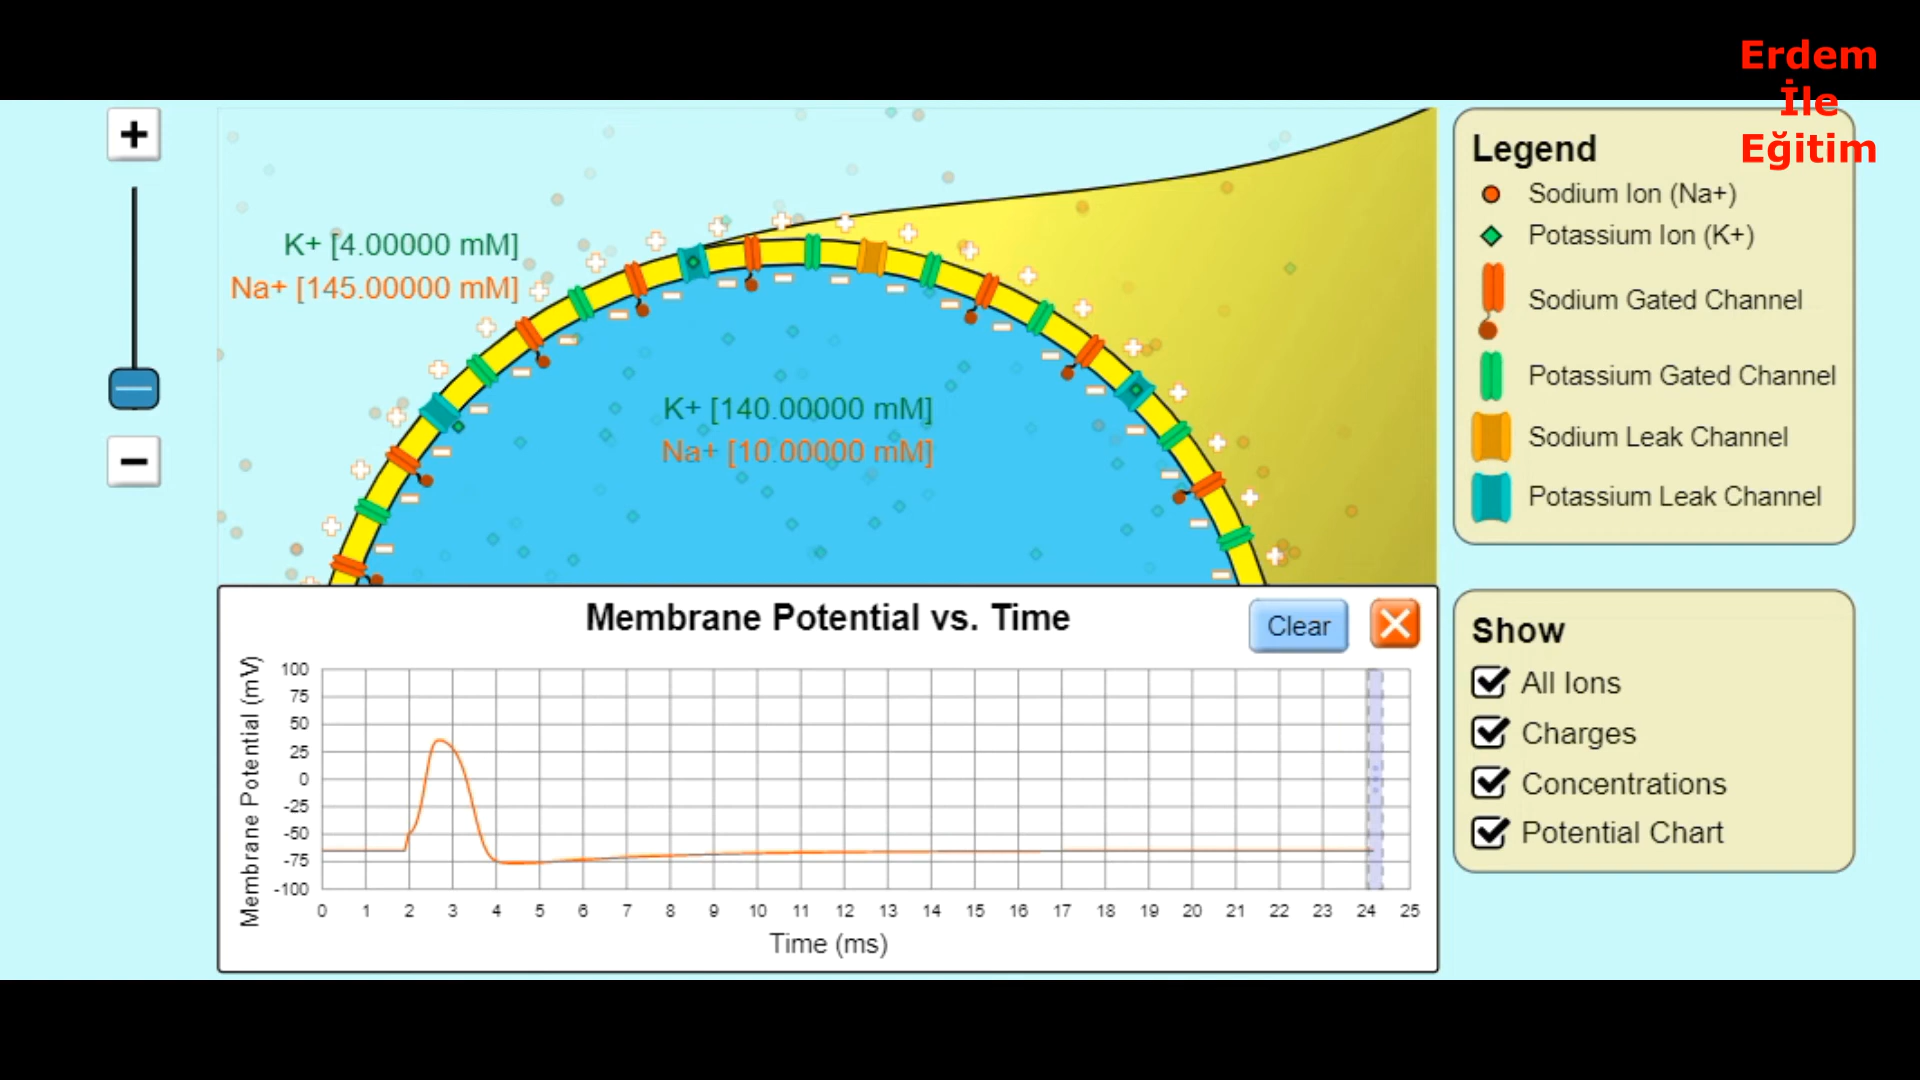 Erdem
İle
Eğitim
+
K+ [4.00000 mM]
Na+ [145.00000 mM]
K+ [140.00000 mM]
Na+ [10.00000 mM]
−
Legend
Sodium Ion (Na+)
Potassium Ion (K+)
Sodium Gated Channel
Potassium Gated Channel
Sodium Leak Channel
Potassium Leak Channel
Membrane Potential vs. Time
Clear
Membrane Potential (mV)
100
75
50
25
0
-25
-50
-75
-100
0 1 2 3 4 5 6 7 8 9 10 11 12 13 14 15 16 17 18 19 20 21 22 23 24 25
Time (ms)
Show
All Ions
Charges
Concentrations
Potential Chart